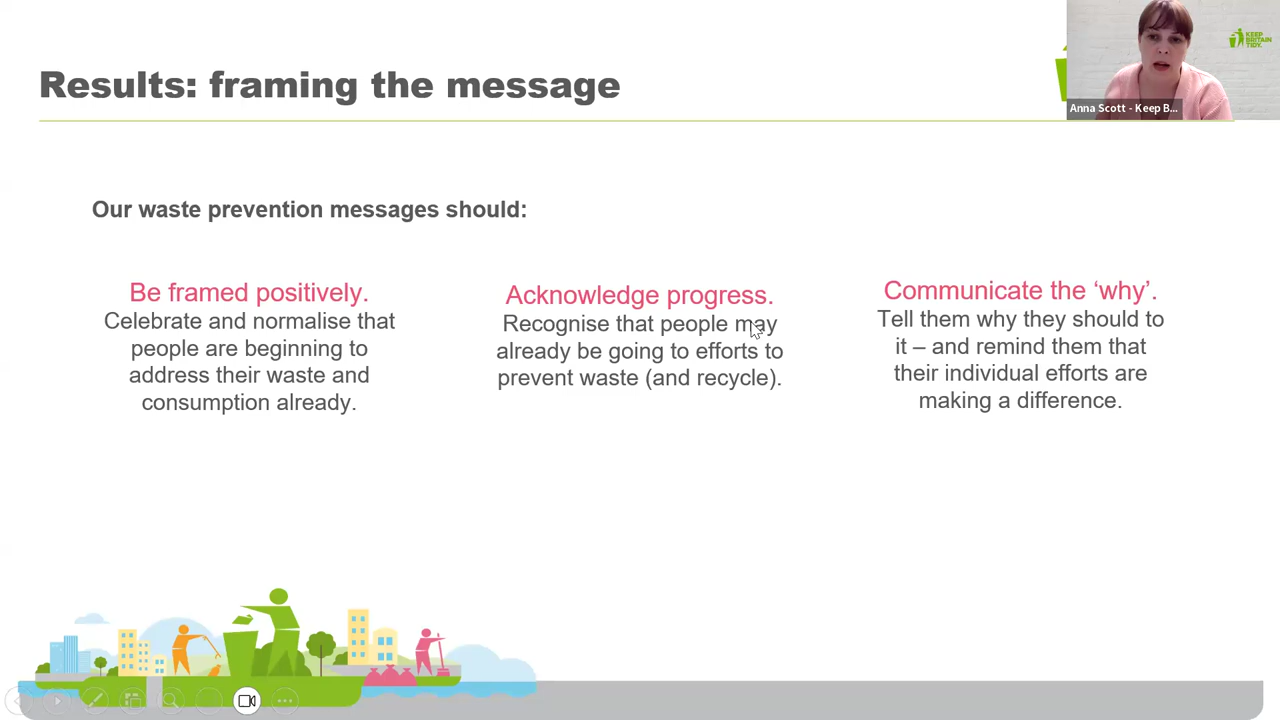 Results: framing the message
KEEP
BRITAIN
TIDY.
Anna Scott - Keep B...
Our waste prevention messages should:
Be framed positively.
Celebrate and normalise that
people are beginning to
address their waste and
consumption already.
Acknowledge progress.
Recognise that people may
already be going to efforts to
prevent waste (and recycle).
Communicate the ‘why’.
Tell them why they should to
it – and remind them that
their individual efforts are
making a difference.